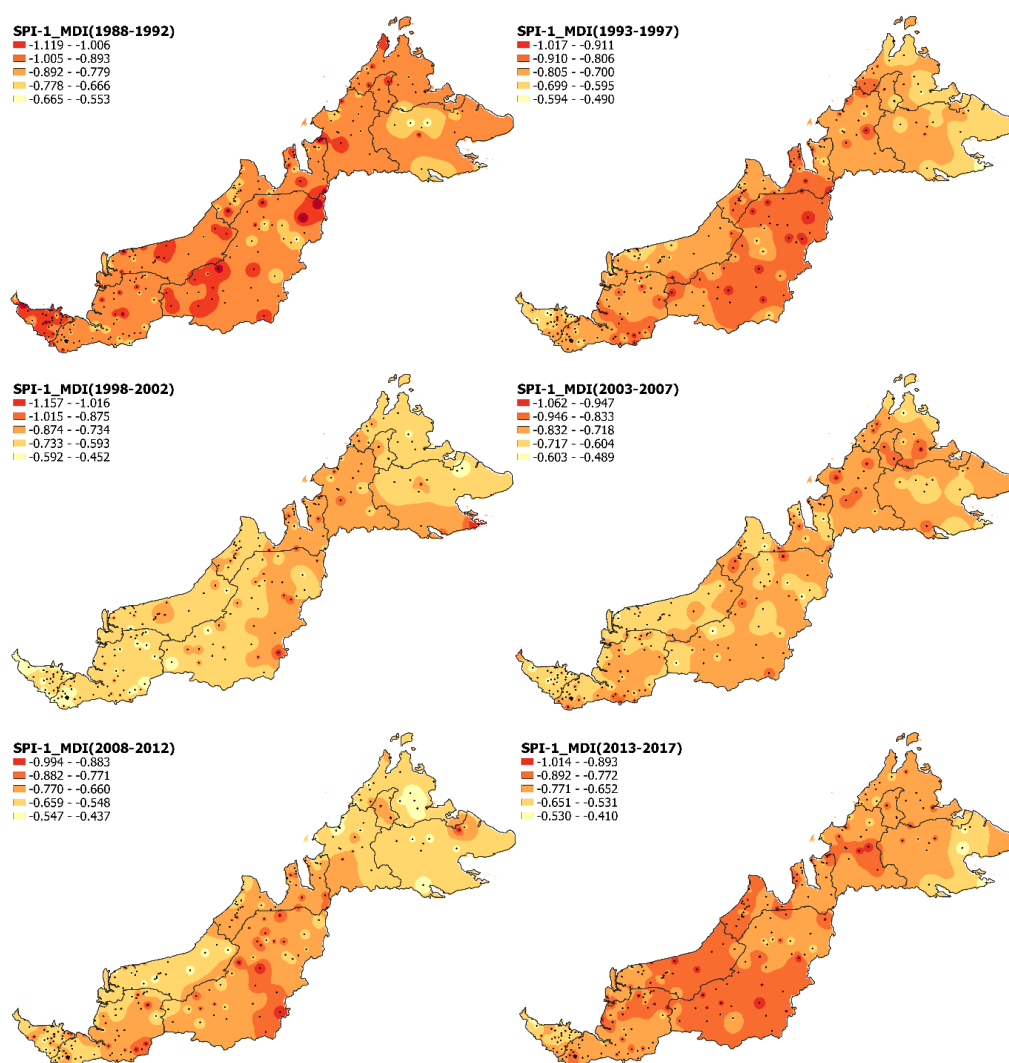 SPI-1_MDI(1988-1992)
-1.119 - -1.006
-1.005 - -0.893
-0.892 - -0.779
-0.778 - -0.666
-0.665 - -0.553
SPI-1_MDI(1993-1997)
-1.017 - -0.911
-0.910 - -0.806
-0.805 - -0.700
-0.699 - -0.595
-0.594 - -0.490
SPI-1_MDI(1998-2002)
-1.157 - -1.016
-1.015 - -0.875
-0.874 - -0.734
-0.733 - -0.593
-0.592 - -0.452
SPI-1_MDI(2003-2007)
-1.062 - -0.947
-0.946 - -0.833
-0.832 - -0.718
-0.717 - -0.604
-0.603 - -0.489
SPI-1_MDI(2008-2012)
-0.994 - -0.883
-0.882 - -0.771
-0.770 - -0.660
-0.659 - -0.548
-0.547 - -0.437
SPI-1_MDI(2013-2017)
-1.014 - -0.893
-0.892 - -0.772
-0.771 - -0.652
-0.651 - -0.531
-0.530 - -0.410